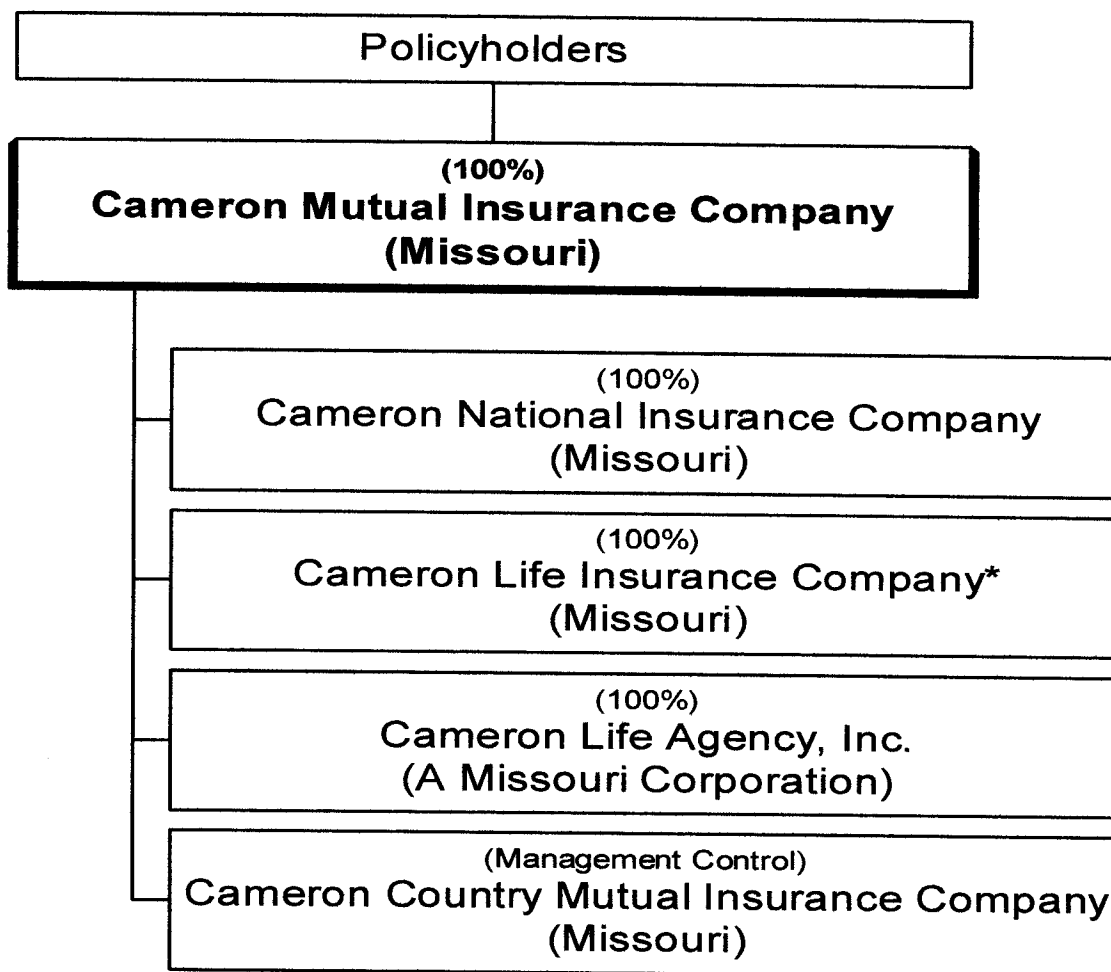 Policyholders
(100%)
Cameron Mutual Insurance Company
(Missouri)
(100%)
Cameron National Insurance Company
(Missouri)
(100%)
Cameron Life Insurance Company*
(Missouri)
(100%)
Cameron Life Agency, Inc.
(A Missouri Corporation)
(Management Control)
Cameron Country Mutual Insurance Company
(Missouri)